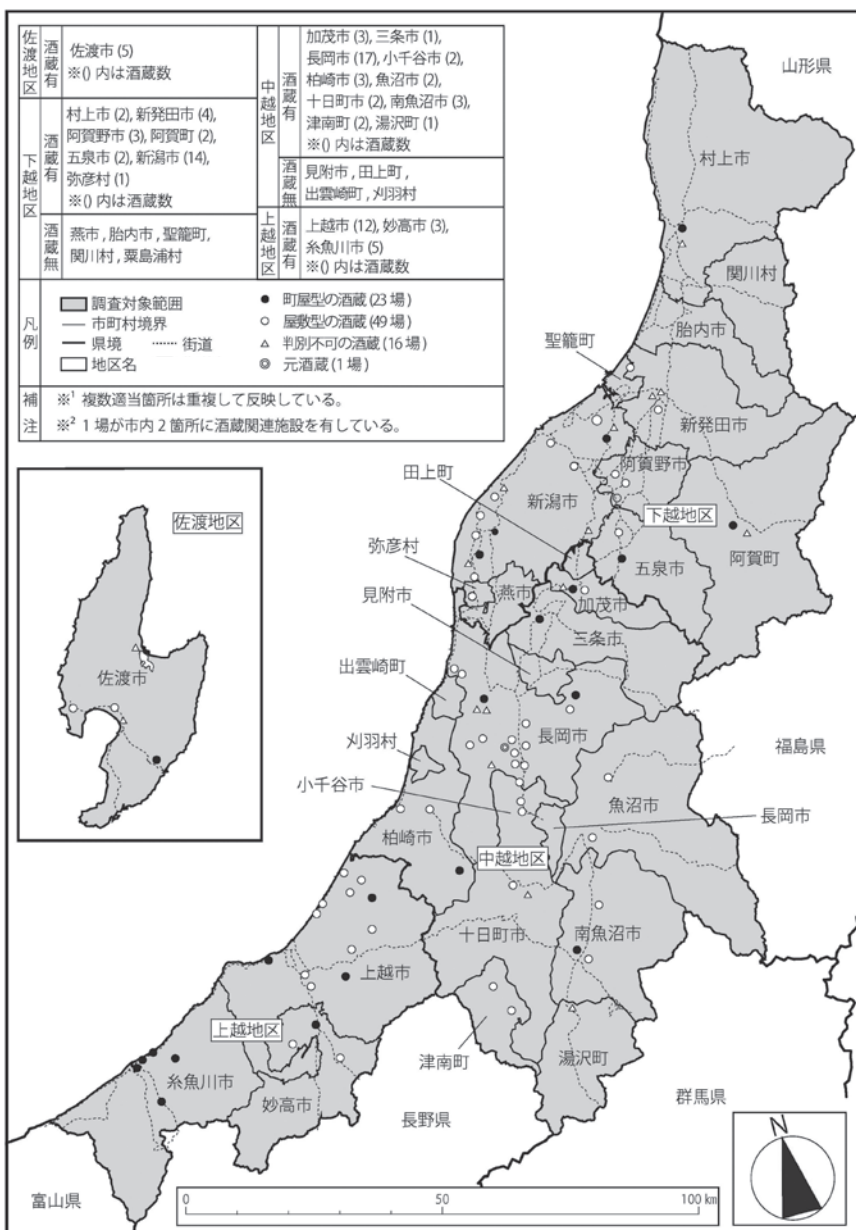 佐渡地区
酒蔵有
佐渡市 (5)
※() 内は酒蔵数
下越地区
酒蔵有
村上市 (2) , 新発田市 (4) ,
阿賀野市 (3) , 阿賀町 (2) ,
五泉市 (2) , 新潟市 (14) ,
弥彦村 (1)
※() 内は酒蔵数
酒蔵無
燕市 , 胎内市 , 聖籠町 ,
関川村 , 粟島浦村
中越地区
酒蔵有
加茂市 (3) , 三条市 (1) ,
長岡市 (17) , 小千谷市 (2) ,
柏崎市 (3) , 魚沼市 (2) ,
十日町市 (2) , 南魚沼市 (3) ,
津南町 (2) , 湯沢町 (1)
※() 内は酒蔵数
酒蔵無
見附市 , 田上町 ,
出雲崎町 , 刈羽村
上越地区
酒蔵有
上越市 (12) , 妙高市 (3) ,
糸魚川市 (5)
※() 内は酒蔵数
凡例
調査対象範囲
市町村境界
県境
街道
地区名
● 町屋型の酒蔵 (23 場)
○ 屋敷型の酒蔵 (49 場)
△ 判別不可の酒蔵 (16 場)
◎ 元酒蔵 (1 場)
補注
※¹ 複数適当箇所は重複して反映している。
※² 1 場が市内 2 箇所に酒蔵関連施設を有している。
山形県
村上市
関川村
胎内市
聖籠町
新発田市
阿賀野市
田上町
新潟市
下越地区
佐渡地区
弥彦村
五泉市
阿賀町
燕市
加茂市
見附市
三条市
佐渡市
出雲崎町
長岡市
福島県
刈羽村
魚沼市
小千谷市
長岡市
柏崎市
中越地区
十日町市
南魚沼市
上越市
上越地区
津南町
湯沢町
糸魚川市
妙高市
長野県
群馬県
富山県
N
0 50 100 km